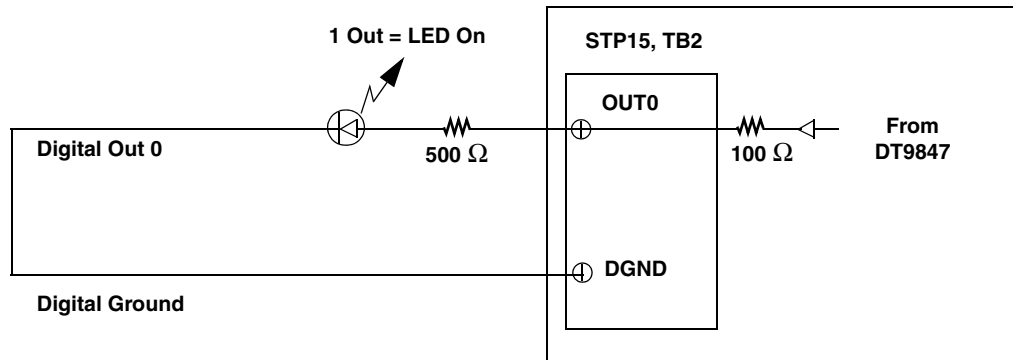 1 Out = LED On
STP15, TB2
OUT0
From
DT9847
Digital Out 0
500 Ω
100 Ω
DGND
Digital Ground